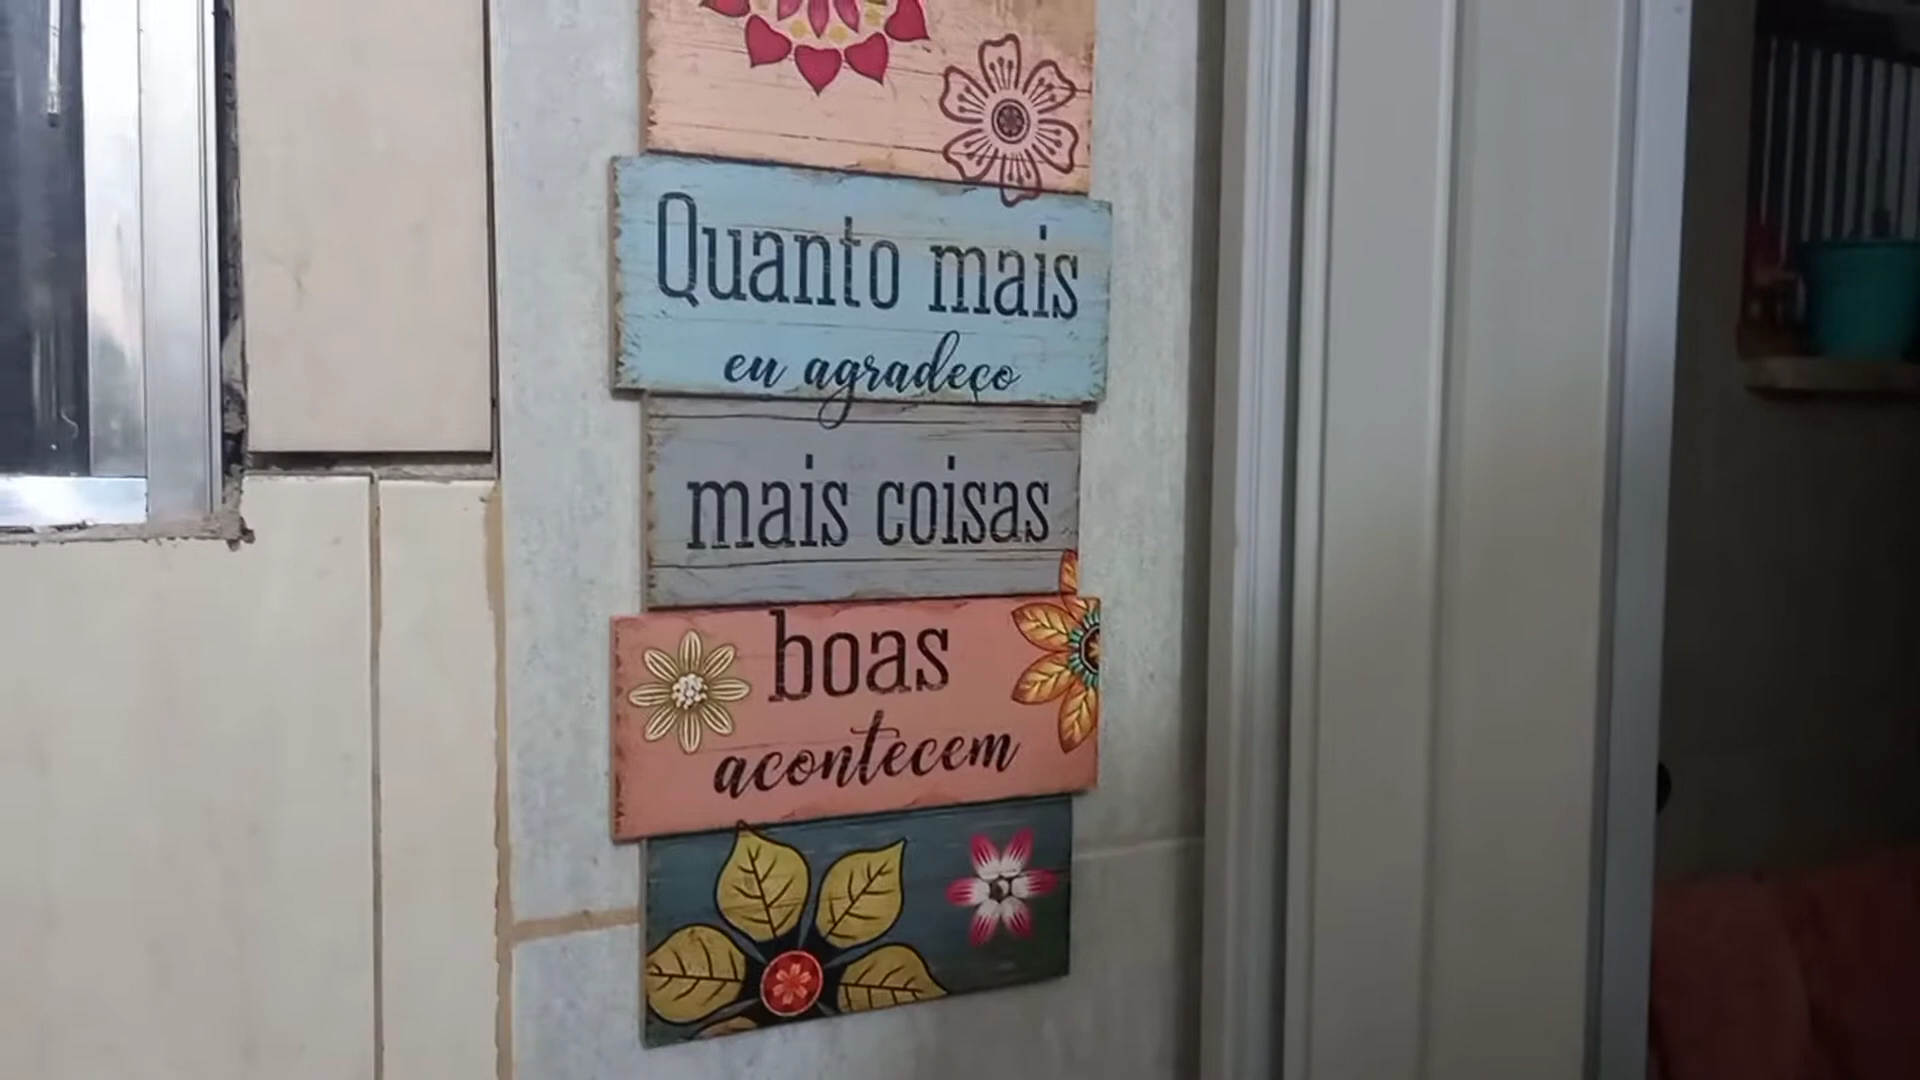 Quanto mais
eu agradeço
mais coisas
boas
acontecem